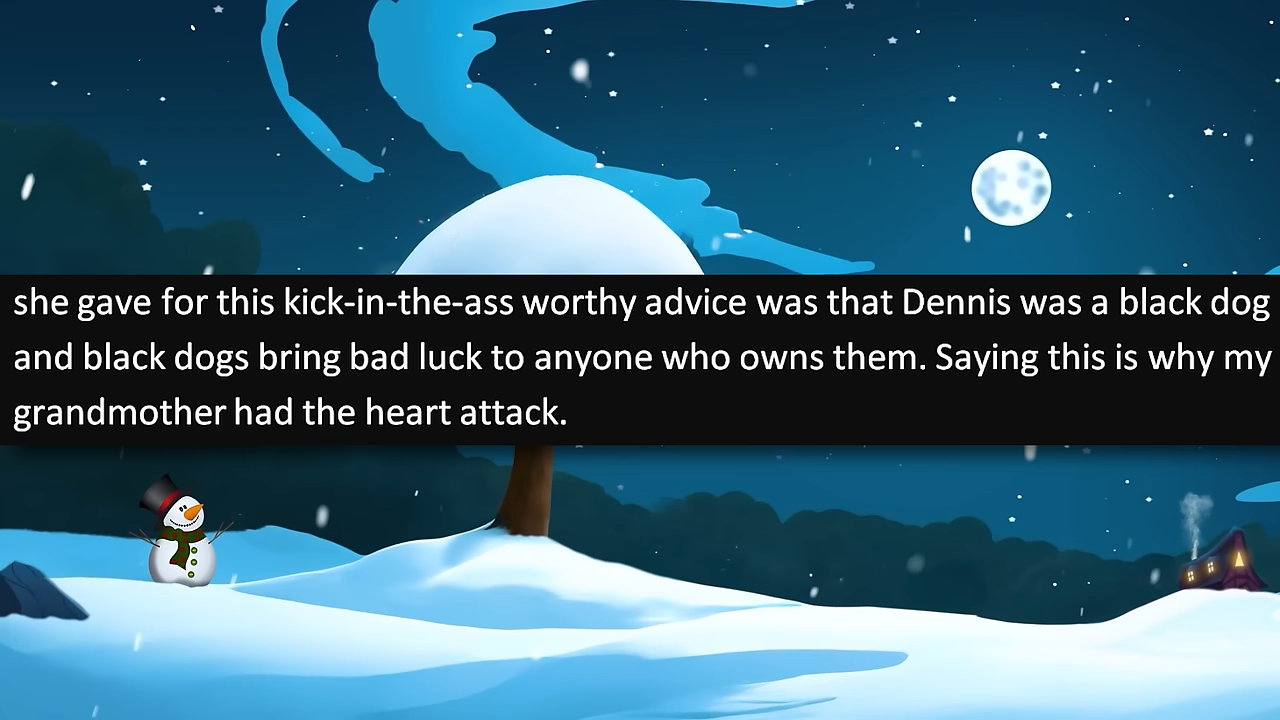 she gave for this kick-in-the-ass worthy advice was that Dennis was a black dog
and black dogs bring bad luck to anyone who owns them. Saying this is why my
grandmother had the heart attack.